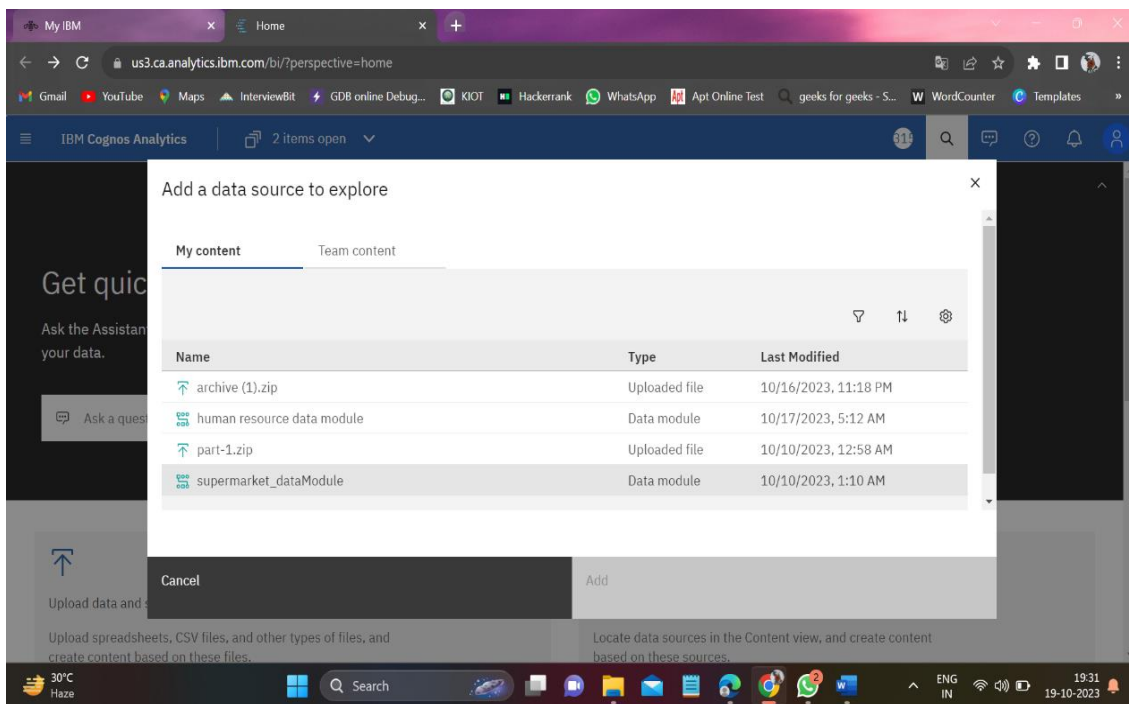 My IBM
Home
us3.ca.analytics.ibm.com/bi/?perspective=home
Gmail YouTube Maps InterviewBit GDB online Debug... KIOT Hackerrank WhatsApp Apt Online Test geeks for geeks - S... WordCounter Templates »
IBM Cognos Analytics 2 items open
Add a data source to explore
My content Team content
Get quic
Ask the Assistan
your data.
Ask a quest
Name Type Last Modified
archive (1).zip Uploaded file 10/16/2023, 11:18 PM
human resource data module Data module 10/17/2023, 5:12 AM
part-1.zip Uploaded file 10/10/2023, 12:58 AM
supermarket_dataModule Data module 10/10/2023, 1:10 AM
Cancel Add
Upload data and s
Upload spreadsheets, CSV files, and other types of files, and
create content based on these files.
Locate data sources in the Content view, and create content
based on these sources.
30°C
Haze
Search
2
ENG
IN
19:31
19-10-2023